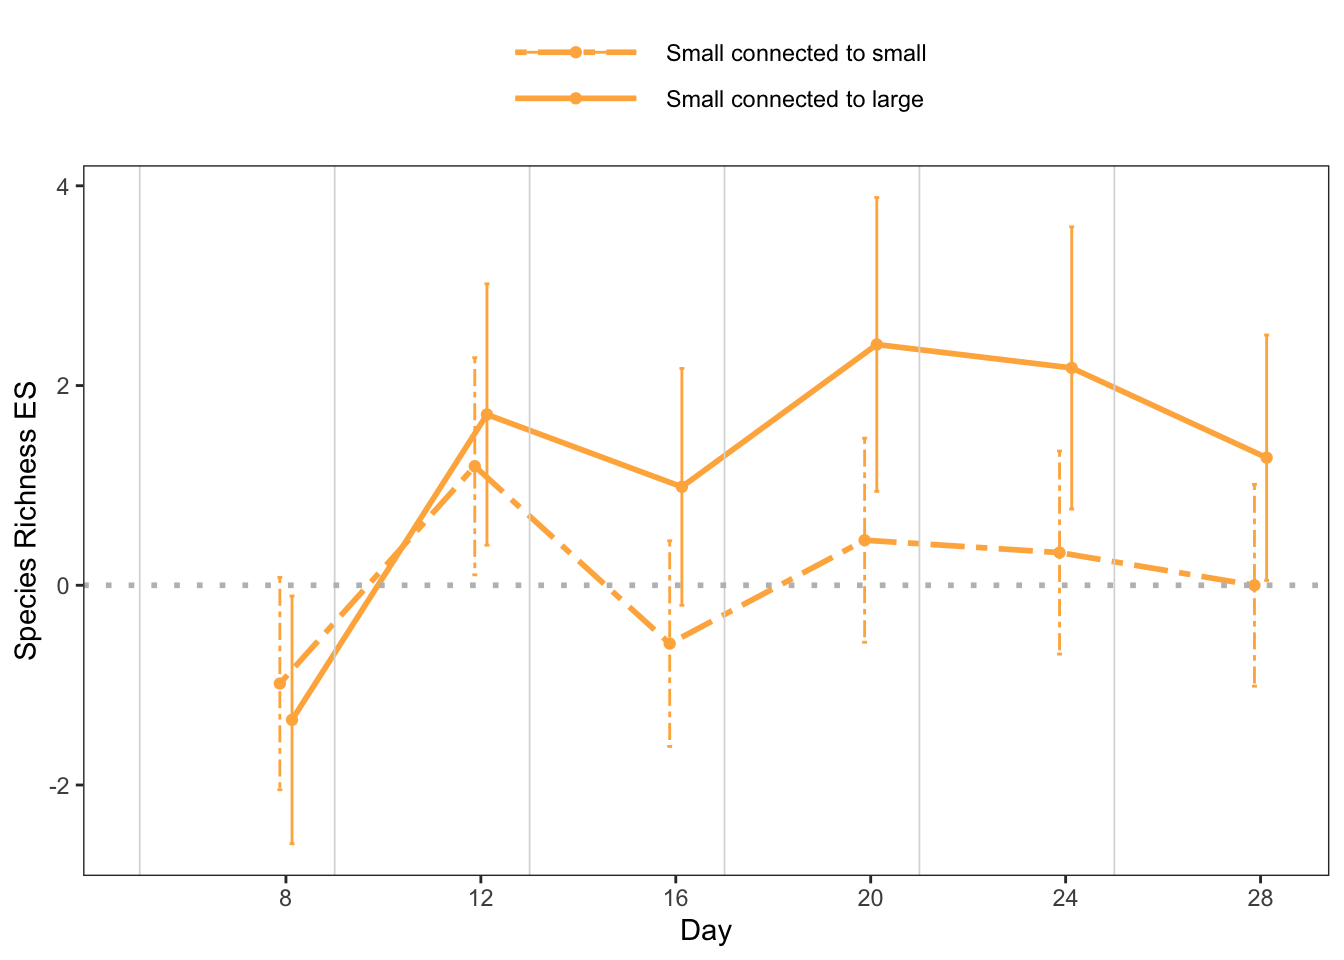 Small connected to small
Small connected to large
Species Richness ES
4
2
0
-2
8 12 16 20 24 28
Day